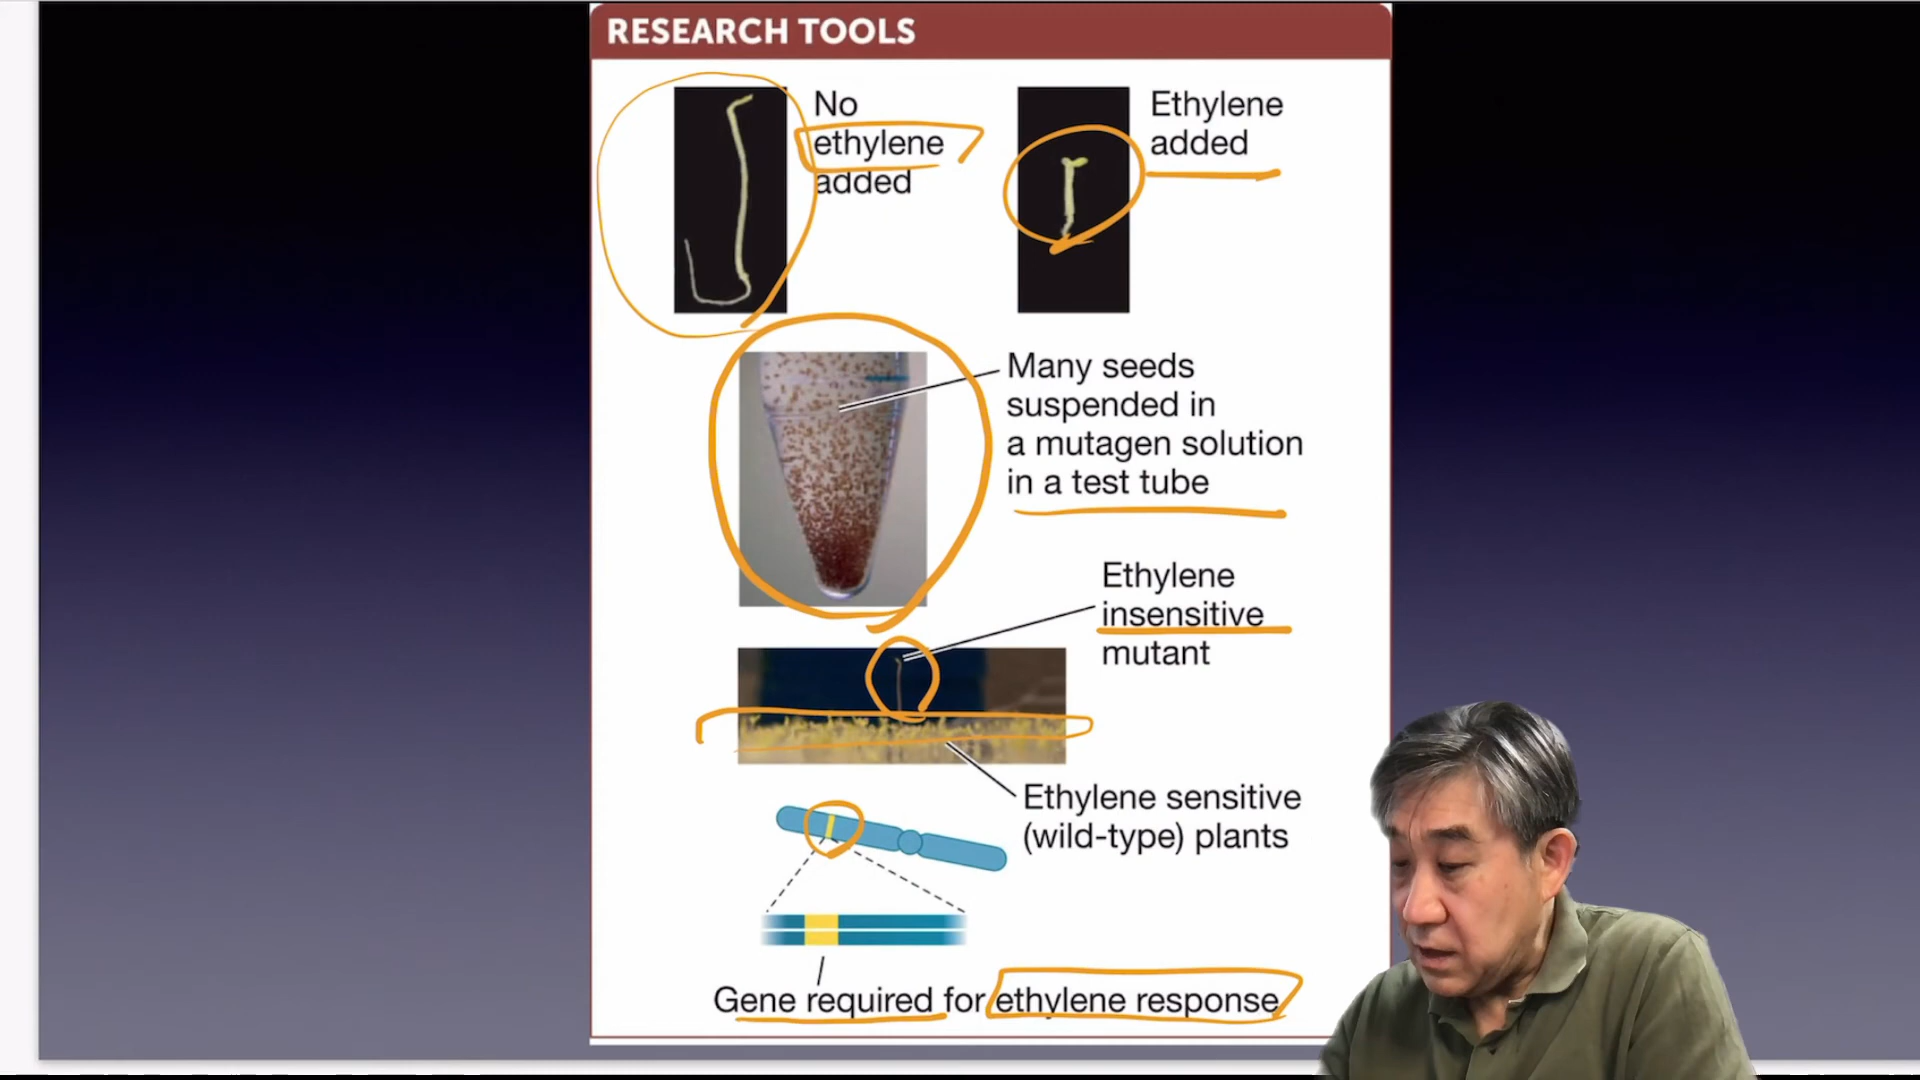 RESEARCH TOOLS
No
ethylene
added
Ethylene
added
Many seeds
suspended in
a mutagen solution
in a test tube
Ethylene
insensitive
mutant
Ethylene sensitive
(wild-type) plants
Gene required for ethylene response